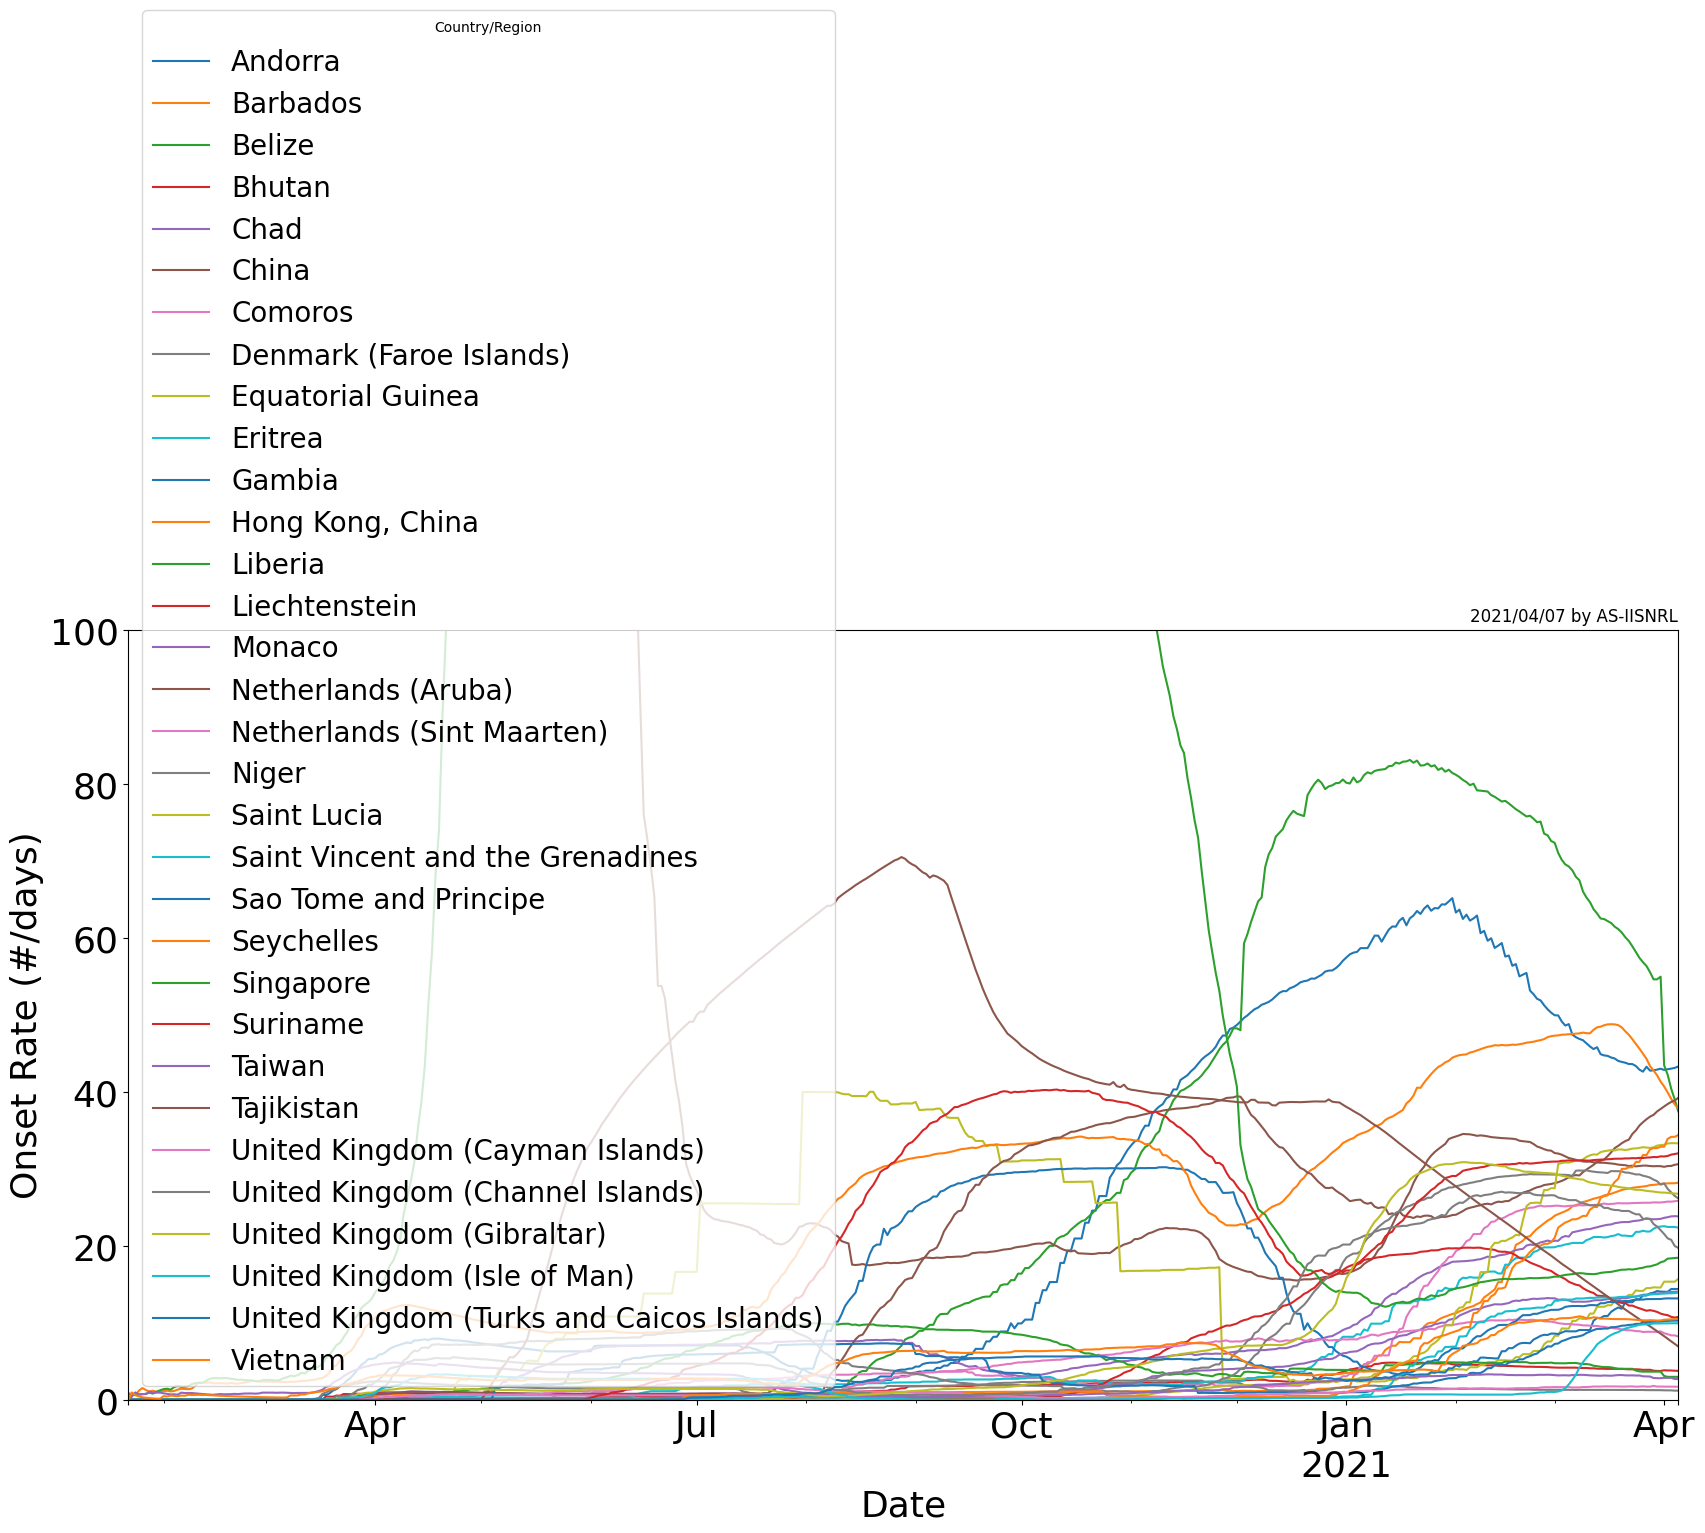 Country/Region
Andorra
Barbados
Belize
Bhutan
Chad
China
Comoros
Denmark (Faroe Islands)
Equatorial Guinea
Eritrea
Gambia
Hong Kong, China
Liberia
Liechtenstein
Monaco
Netherlands (Aruba)
Netherlands (Sint Maarten)
Niger
Saint Lucia
Saint Vincent and the Grenadines
Sao Tome and Principe
Seychelles
Singapore
Suriname
Taiwan
Tajikistan
United Kingdom (Cayman Islands)
United Kingdom (Channel Islands)
United Kingdom (Gibraltar)
United Kingdom (Isle of Man)
United Kingdom (Turks and Caicos Islands)
Vietnam
2021/04/07 by AS-IISNRL
100
80
60
40
20
0
Onset Rate (#/days)
Apr
Jul
Oct
Jan
2021
Apr
Date